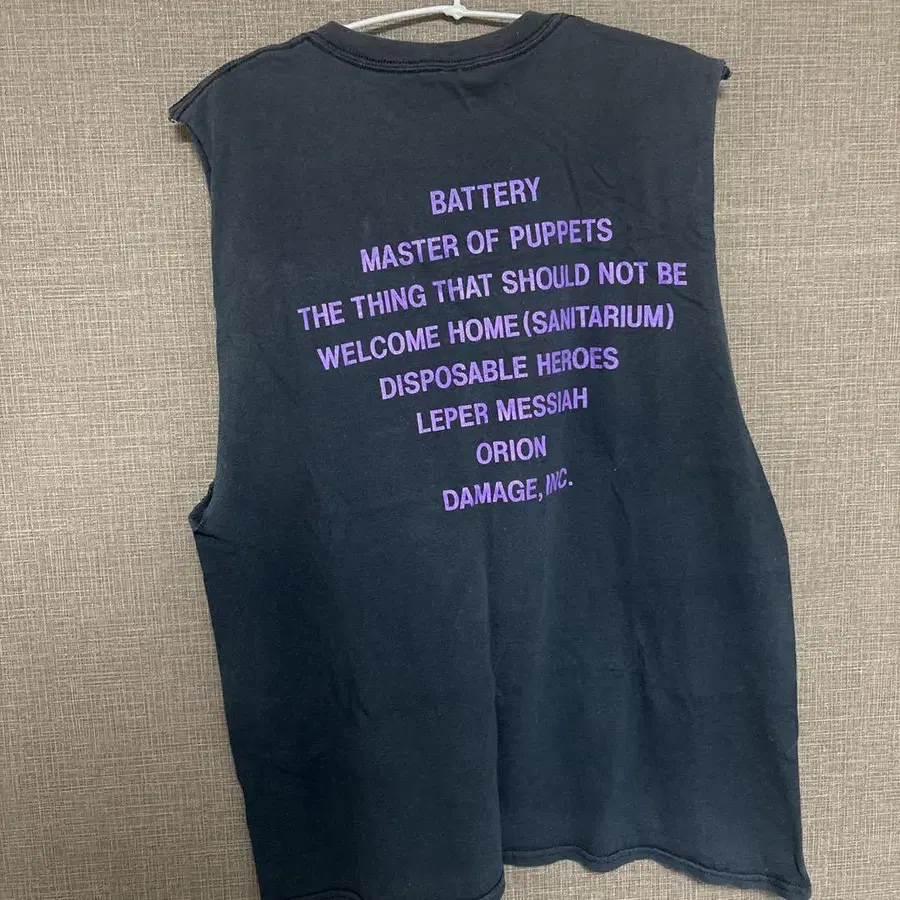 BATTERY
MASTER OF PUPPETS
THE THING THAT SHOULD NOT BE
WELCOME HOME (SANITARIUM)
DISPOSABLE HEROES
LEPER MESSIAH
ORION
DAMAGE, INC.